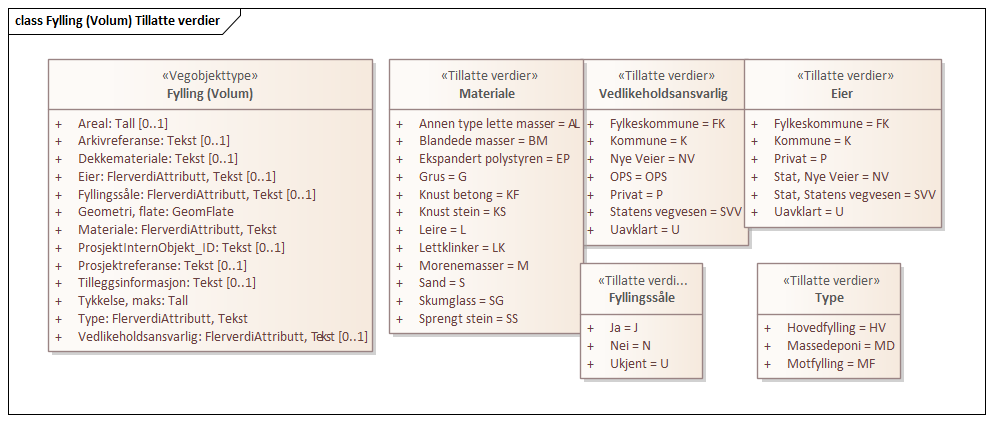 class Fylling (Volum) Tillatte verdier
«Vegobjekttype»
Fylling (Volum)
+ Areal: Tall [0..1]
+ Arkivreferanse: Tekst [0..1]
+ Dekkemateriale: Tekst [0..1]
+ Eier: FlerverdiAttributt, Tekst [0..1]
+ Fyllingssåle: FlerverdiAttributt, Tekst [0..1]
+ Geometri, flate: GeomFlate
+ Materiale: FlerverdiAttributt, Tekst
+ ProsjektInternObjekt_ID: Tekst [0..1]
+ Prosjektreferanse: Tekst [0..1]
+ Tilleggsinformasjon: Tekst [0..1]
+ Tykkelse, maks: Tall
+ Type: FlerverdiAttributt, Tekst
+ Vedlikeholdsansvarlig: FlerverdiAttributt, Tekst [0..1]
«Tillatte verdier»
Materiale
+ Annen type lette masser = AL
+ Blandede masser = BM
+ Ekspandert polystyren = EP
+ Grus = G
+ Knust betong = KF
+ Knust stein = KS
+ Leire = L
+ Lettklinker = LK
+ Morenemasser = M
+ Sand = S
+ Skumglass = SG
+ Sprengt stein = SS
«Tillatte verdier»
Vedlikeholdsansvarlig
+ Fylkeskommune = FK
+ Kommune = K
+ Nye Veier = NV
+ OPS = OPS
+ Privat = P
+ Statens vegvesen = SVV
+ Uavklart = U
«Tillatte verdier»
Eier
+ Fylkeskommune = FK
+ Kommune = K
+ Privat = P
+ Stat, Nye Veier = NV
+ Stat, Statens vegvesen = SVV
+ Uavklart = U
«Tillatte verdi...
Fyllingssåle
+ Ja = J
+ Nei = N
+ Ukjent = U
«Tillatte verdier»
Type
+ Hovedfylling = HV
+ Massedeponi = MD
+ Motfylling = MF